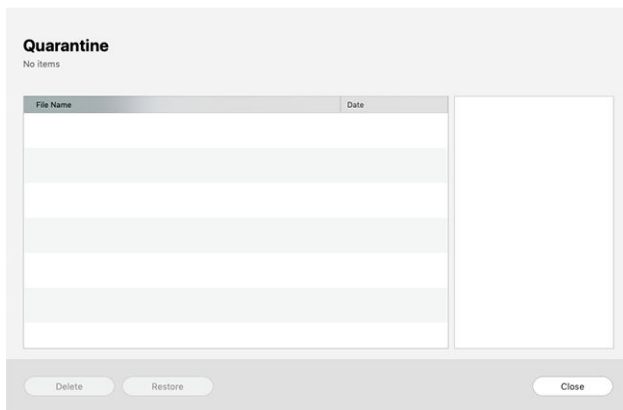 Quarantine
No items
File Name Date
Delete Restore Close